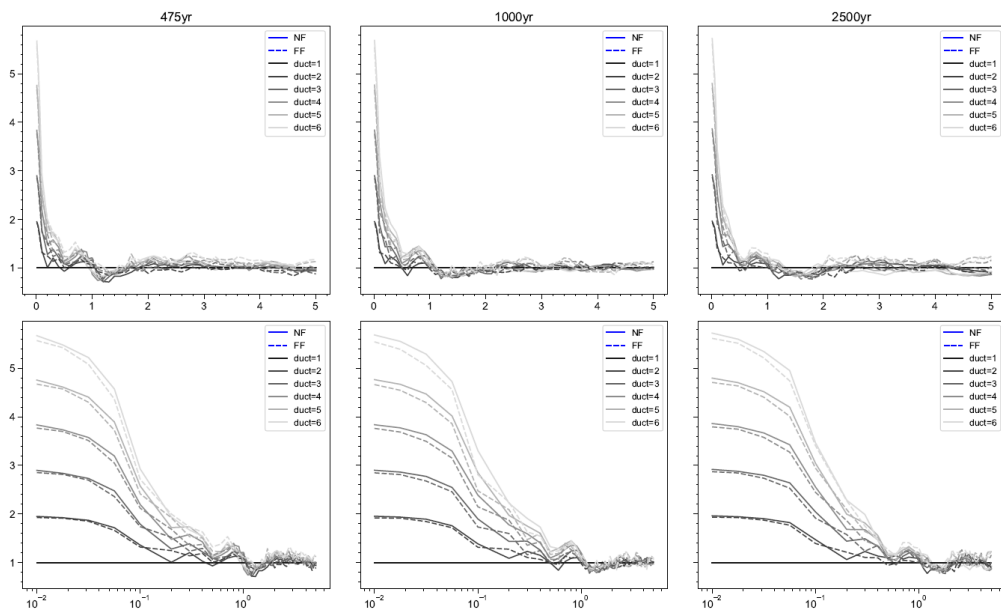 475yr
1000yr
2500yr
5
4
3
2
1
NF
FF
duct=1
duct=2
duct=3
duct=4
duct=5
duct=6
NF
FF
duct=1
duct=2
duct=3
duct=4
duct=5
duct=6
NF
FF
duct=1
duct=2
duct=3
duct=4
duct=5
duct=6
0 1 2 3 4 5
0 1 2 3 4 5
0 1 2 3 4 5
5
4
3
2
1
NF
FF
duct=1
duct=2
duct=3
duct=4
duct=5
duct=6
NF
FF
duct=1
duct=2
duct=3
duct=4
duct=5
duct=6
NF
FF
duct=1
duct=2
duct=3
duct=4
duct=5
duct=6
10⁻² 10⁻¹ 10⁰
10⁻² 10⁻¹ 10⁰
10⁻² 10⁻¹ 10⁰